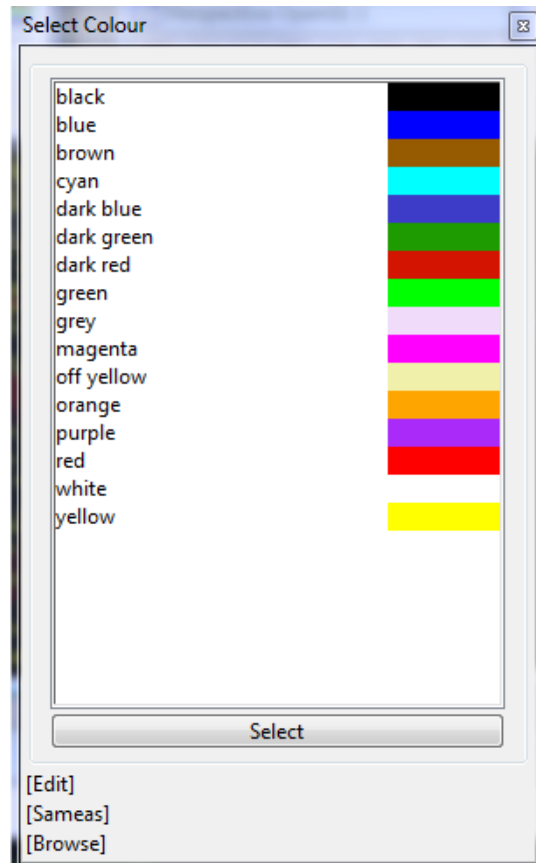 Select Colour
black
blue
brown
cyan
dark blue
dark green
dark red
green
grey
magenta
off yellow
orange
purple
red
white
yellow
Select
[Edit]
[Sameas]
[Browse]